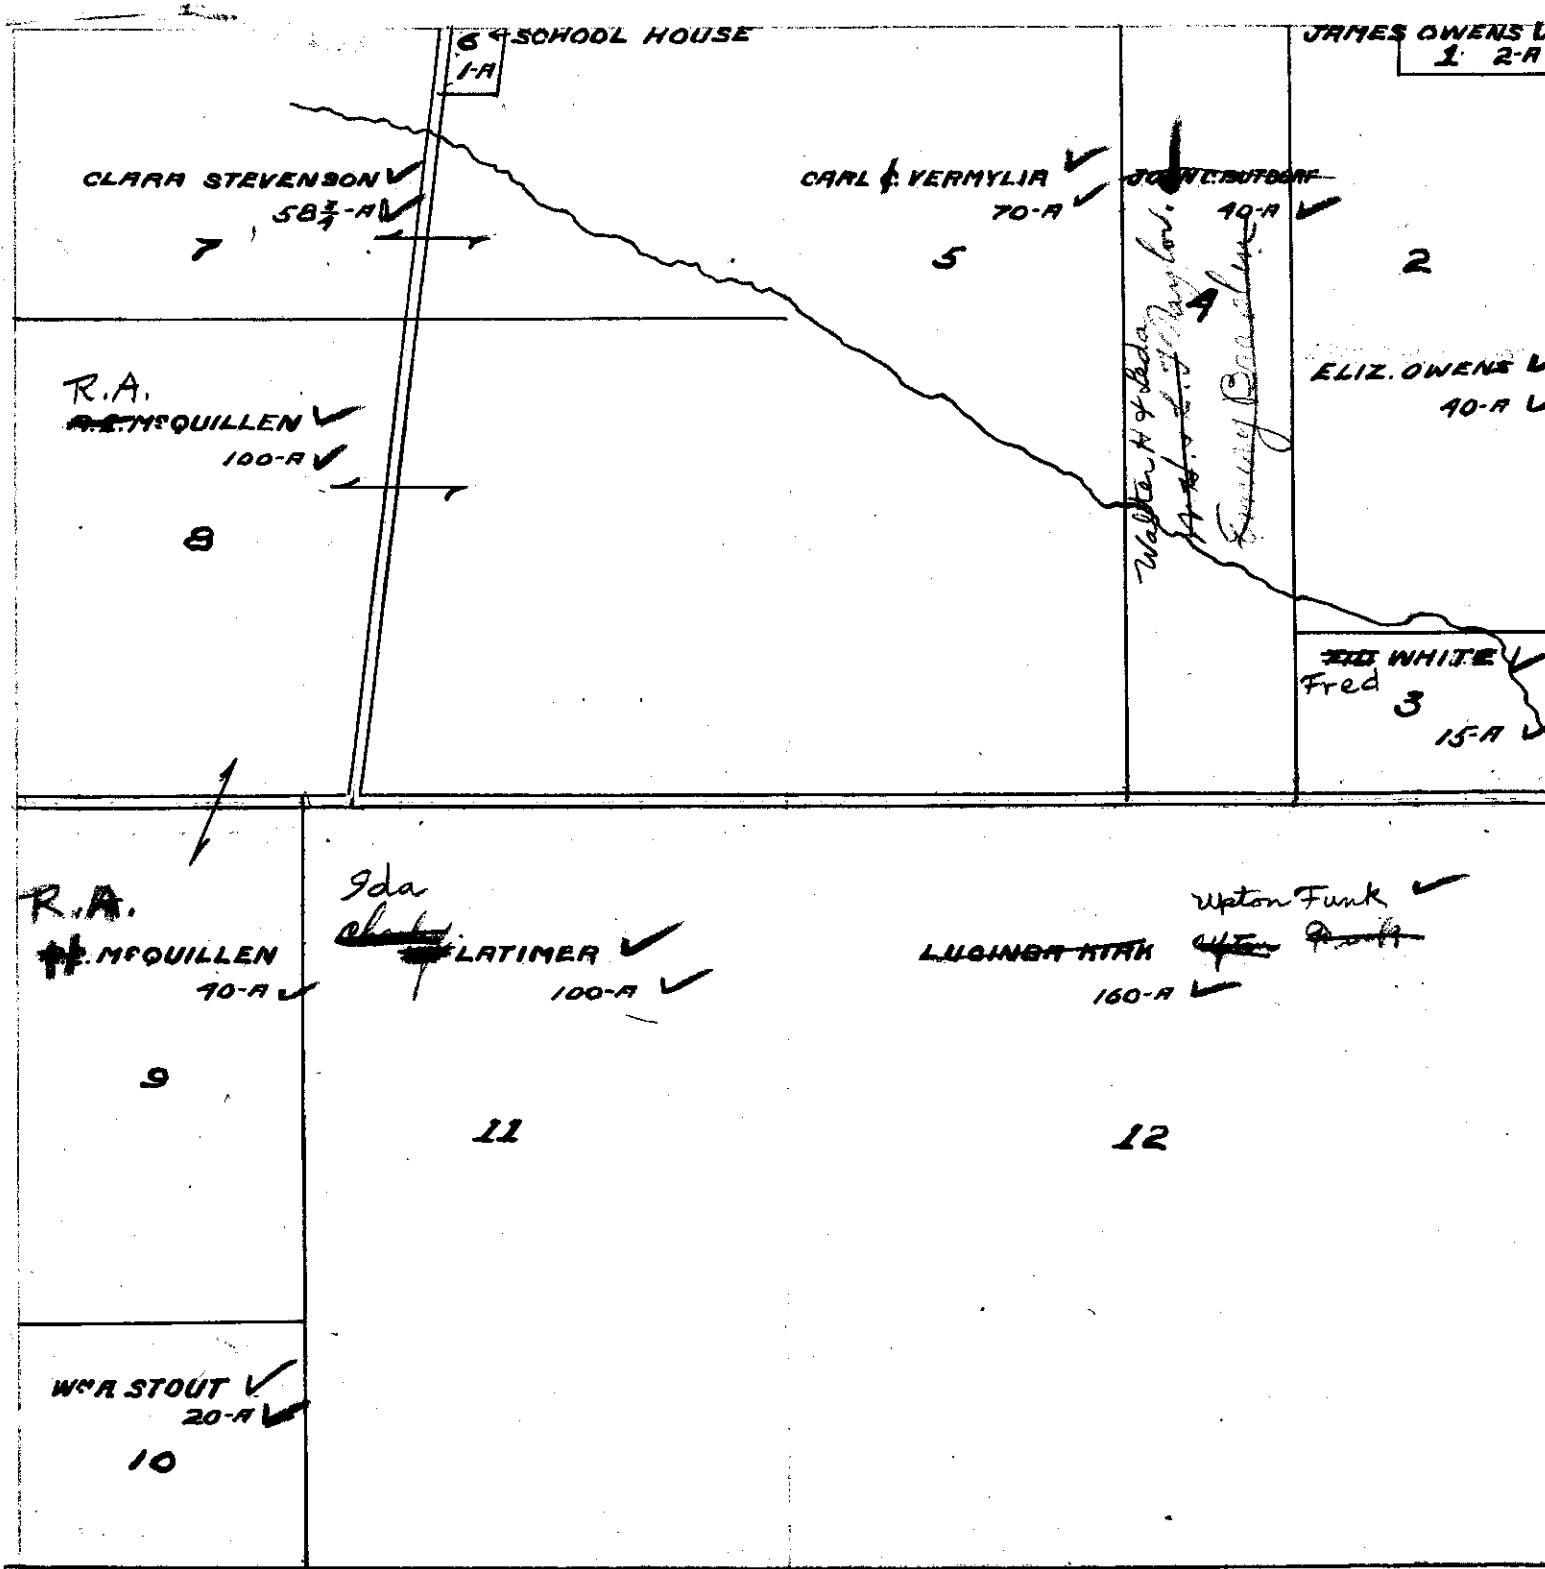 6 SCHOOL HOUSE
1-A
JAMES OWENS
1 2-A
CLARA STEVENSON
58¾-A
7
CARL C. VERMYLIA
70-A
5
40-A
4
Walter H & Leda
2
ELIZ. OWENS
40-A
R.A.
McQUILLEN
100-A
8
WHITE
Fred
3
15-A
R.A.
McQUILLEN
40-A
9
Ida
LATIMER
100-A
11
Upton Funk
LUCINDA KIRK
160-A
12
WM A STOUT
20-A
10